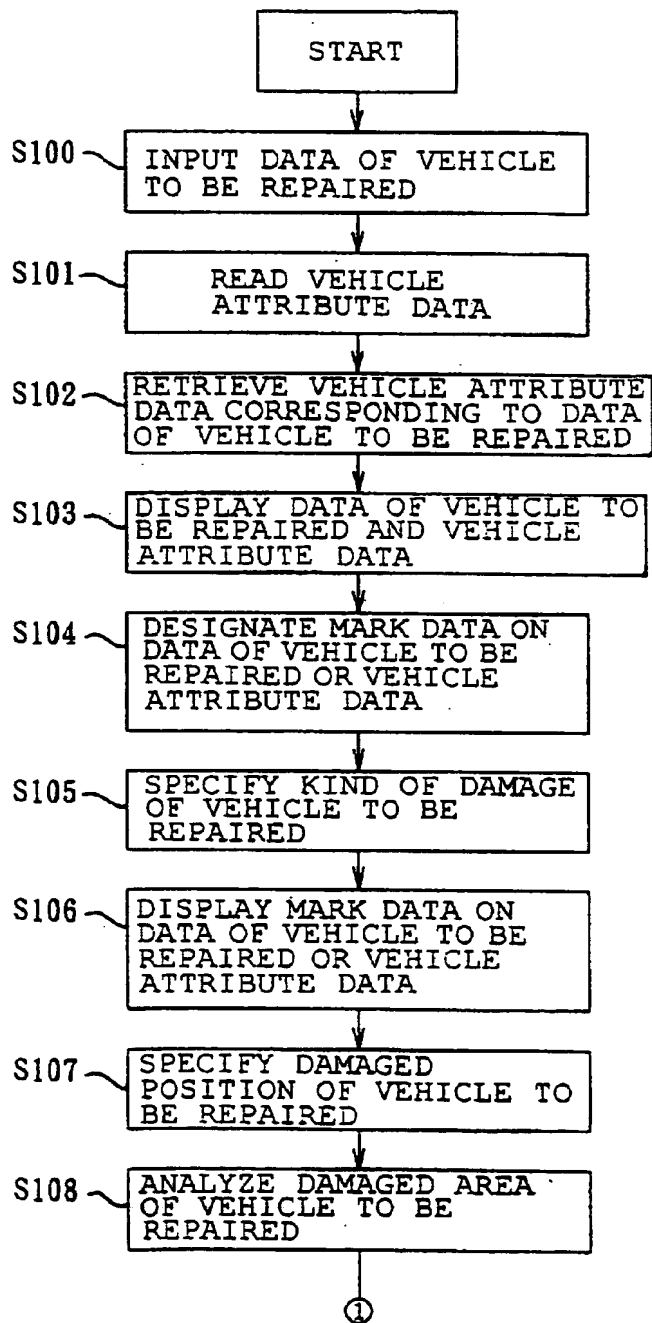 START
S100
INPUT DATA OF VEHICLE
TO BE REPAIRED
S101
READ VEHICLE
ATTRIBUTE DATA
S102
RETRIEVE VEHICLE ATTRIBUTE
DATA CORRESPONDING TO DATA
OF VEHICLE TO BE REPAIRED
S103
DISPLAY DATA OF VEHICLE TO
BE REPAIRED AND VEHICLE
ATTRIBUTE DATA
S104
DESIGNATE MARK DATA ON
DATA OF VEHICLE TO BE
REPAIRED OR VEHICLE
ATTRIBUTE DATA
S105
SPECIFY KIND OF DAMAGE
OF VEHICLE TO BE
REPAIRED
S106
DISPLAY MARK DATA ON
DATA OF VEHICLE TO BE
REPAIRED OR VEHICLE
ATTRIBUTE DATA
S107
SPECIFY DAMAGED
POSITION OF VEHICLE TO
BE REPAIRED
S108
ANALYZE DAMAGED AREA
OF VEHICLE TO BE
REPAIRED
①